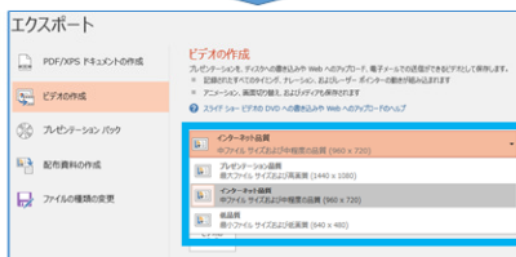 エクスポート
PDF/XPS ドキュメントの作成
ビデオの作成
プレゼンテーション パック
配布資料の作成
ファイルの種類の変更
ビデオの作成
プレゼンテーションを、ディスクへの書き込みや Web へのアップロード、電子メールでの送信ができるビデオとして保存します。
記録されたすべてのタイミング、ナレーション、およびレーザー ポインターの動きが組み込まれます
アニメーション、画面切り替え、およびメディアも保存されます
スライド ショー ビデオの DVD への書き込みや Web へのアップロードのヘルプ
インターネット品質
中ファイル サイズおよび中程度の品質 (960 x 720)
プレゼンテーション品質
最大ファイル サイズおよび高画質 (1440 x 1080)
インターネット品質
中ファイル サイズおよび中程度の品質 (960 x 720)
低品質
最小ファイル サイズおよび低画質 (640 x 480)